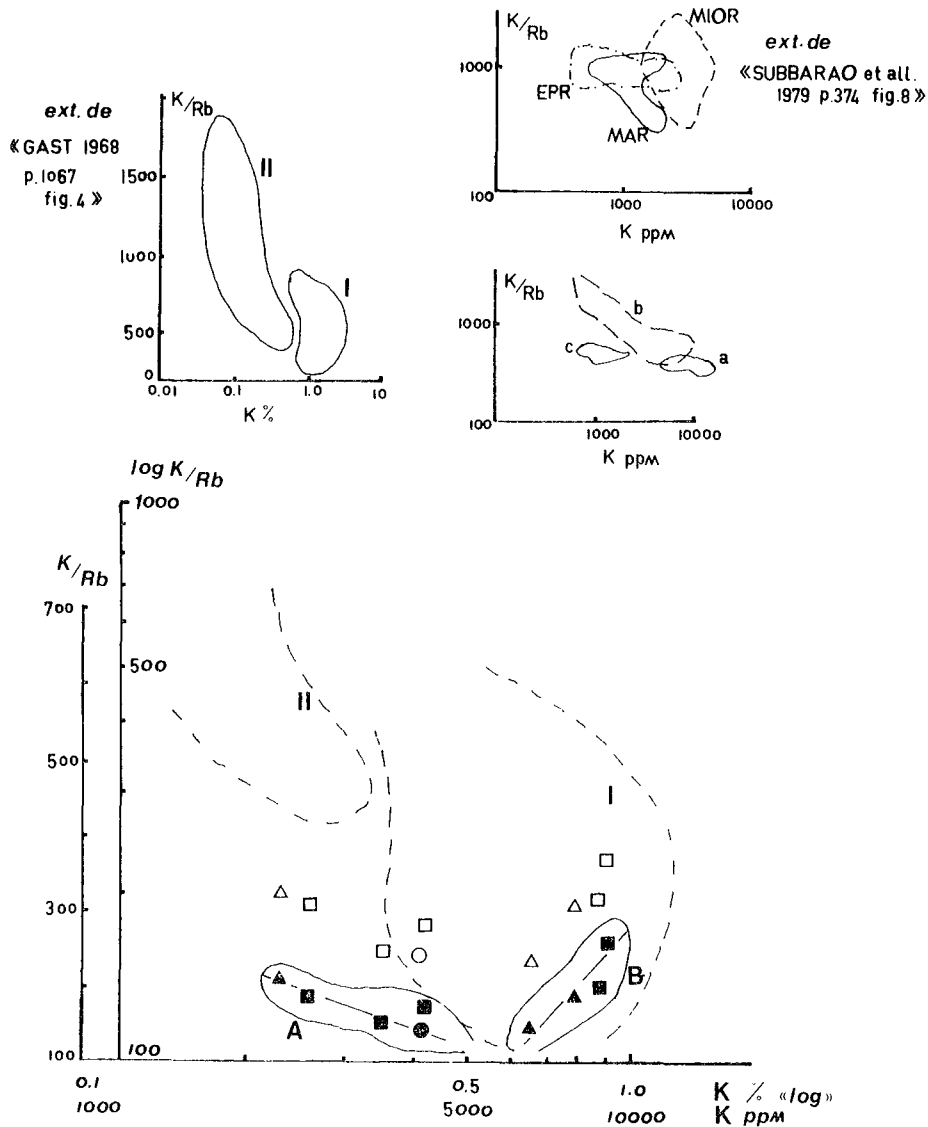 K/Rb
MIOR
EPR
MAR
1000
100
1000
10000
K ppm
ext. de
«SUBBARAO et all.
1979 p.374 fig.8»
ext. de
«GAST 1968
p.1067
fig.4»
K/Rb
II
I
1500
1000
500
0
0.01
0.1
1.0
10
K %
K/Rb
b
c
a
1000
100
1000
10000
K ppm
log K/Rb
1000
K/Rb
700
500
II
500
I
300
A
B
100
100
0.1
0.5
1.0
K % «log»
1000
5000
10000
K ppm